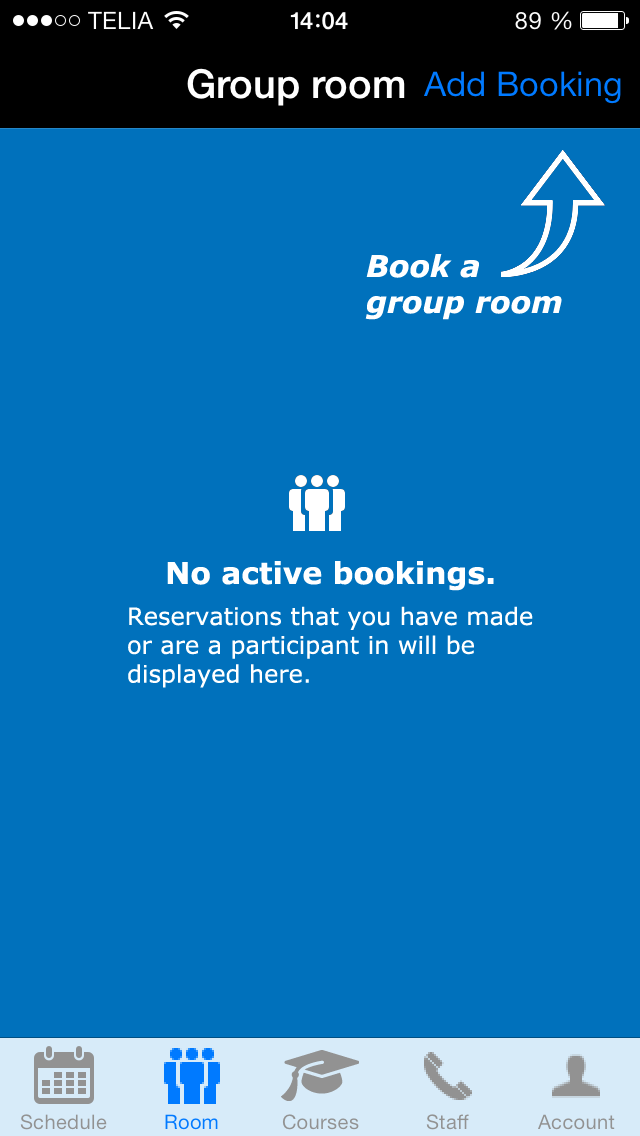 TELIA 14:04 89 %
Group room Add Booking
Book a
group room
No active bookings.
Reservations that you have made
or are a participant in will be
displayed here.
Schedule Room Courses Staff Account